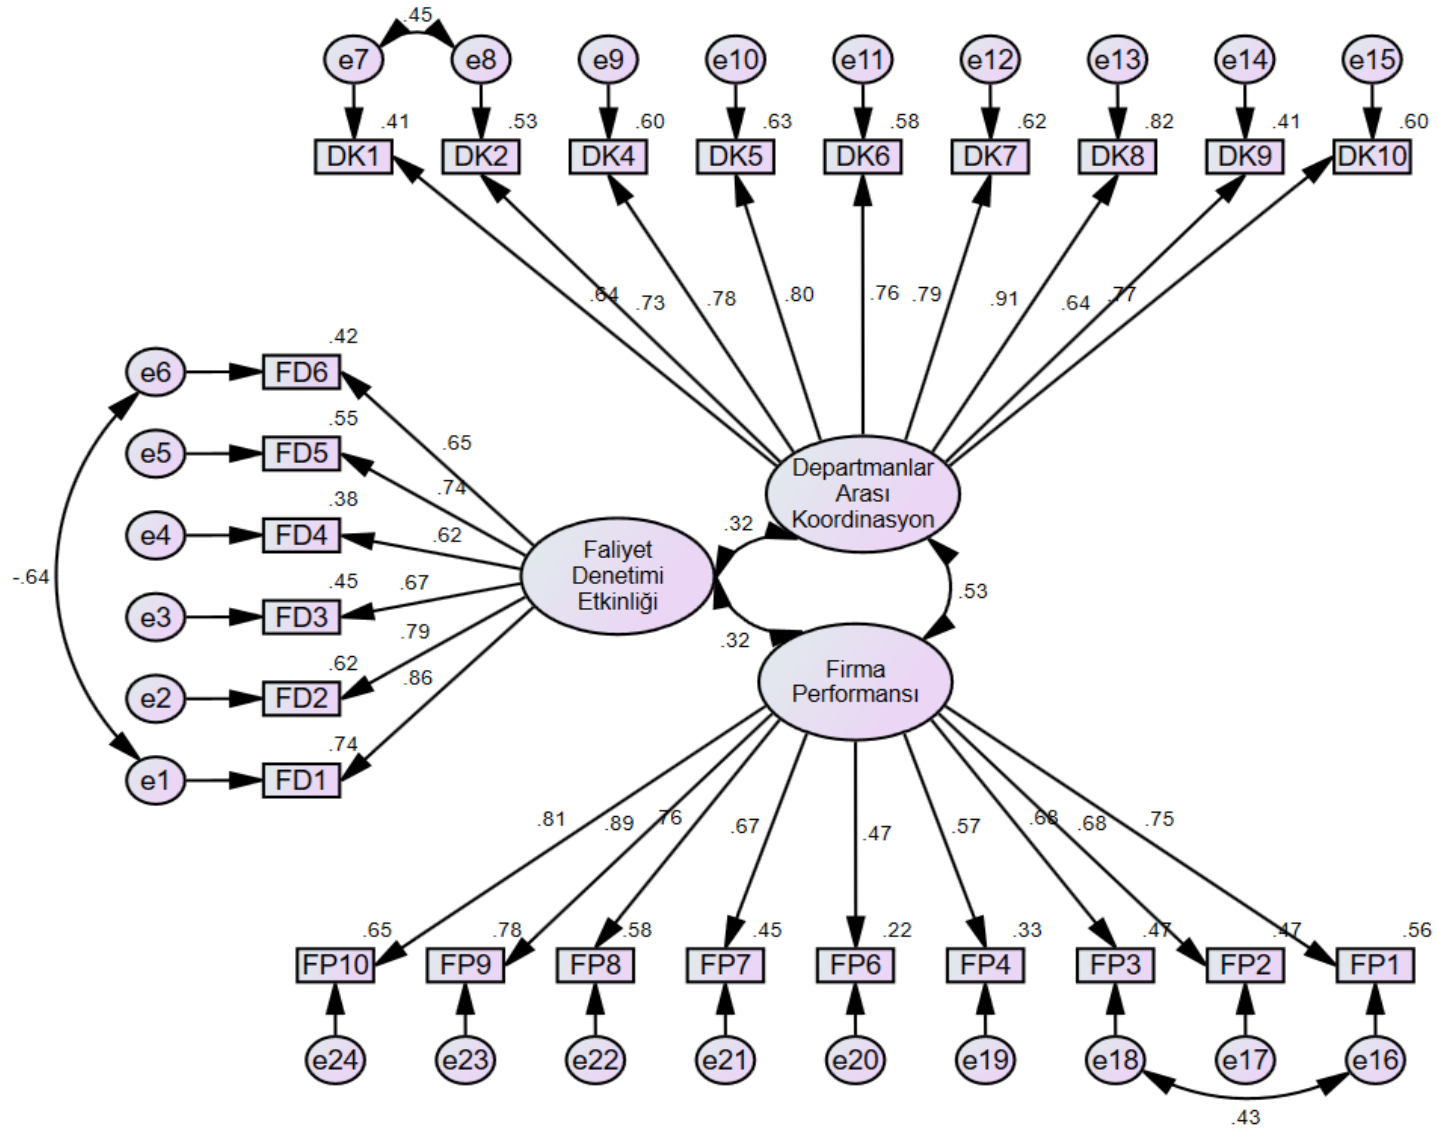 .45
e7 e8 e9 e10 e11 e12 e13 e14 e15
.41 .53 .60 .63 .58 .62 .82 .41 .60
DK1 DK2 DK4 DK5 DK6 DK7 DK8 DK9 DK10
.64 .73 .78 .80 .76 .79 .91 .64 .77
.42
e6 FD6
.65
.55
e5 FD5
.74
.38
e4 FD4
.62
.45
e3 FD3
.67
.79
.62
e2 FD2
.86
.74
e1 FD1
-.64
Departmanlar
Arası
Koordinasyon
Faliyet
Denetimi
Etkinliği
.32
.53
.32
Firma
Performansı
.81 .89 .76 .67 .47 .57 .68 .68 .75
.65 .78 .58 .45 .22 .33 .47 .47 .56
FP10 FP9 FP8 FP7 FP6 FP4 FP3 FP2 FP1
e24 e23 e22 e21 e20 e19 e18 e17 e16
.43